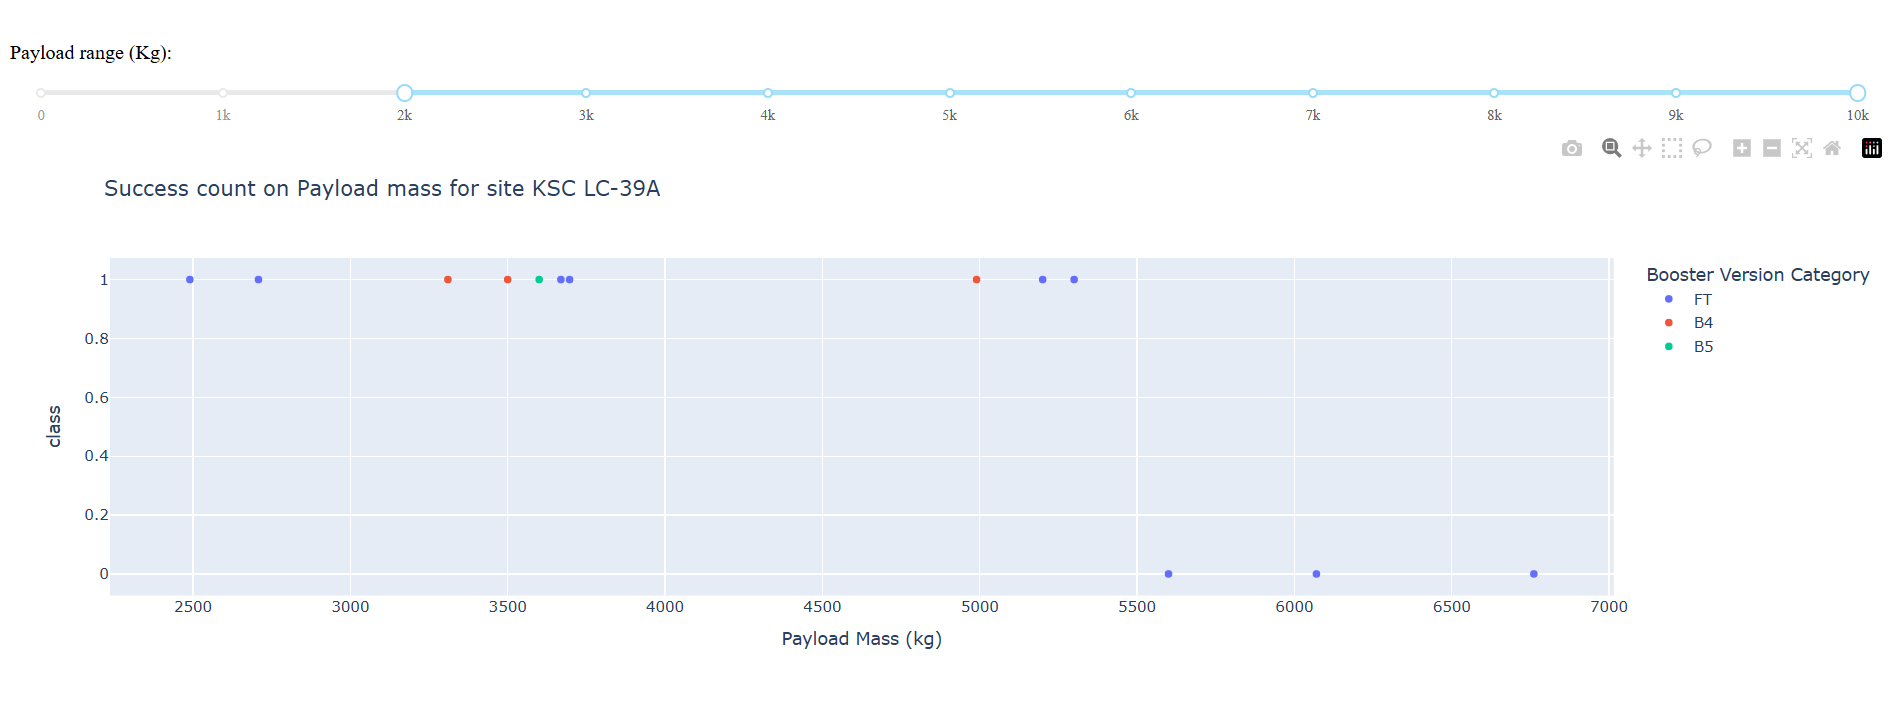 Payload range (Kg):
0 1k 2k 3k 4k 5k 6k 7k 8k 9k 10k
Success count on Payload mass for site KSC LC-39A
Booster Version Category
FT
B4
B5
1
0.8
0.6
0.4
0.2
0
class
2500 3000 3500 4000 4500 5000 5500 6000 6500 7000
Payload Mass (kg)